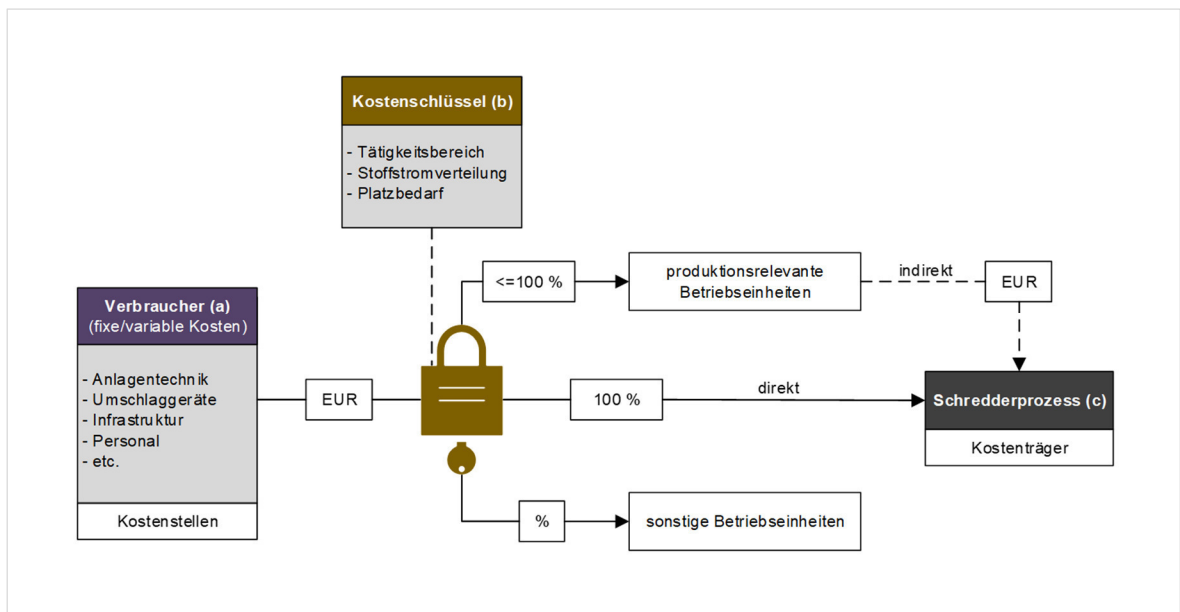 Kostenschlüssel (b)
- Tätigkeitsbereich
- Stoffstromverteilung
- Platzbedarf
<=100 %
produktionsrelevante
Betriebseinheiten
indirekt
EUR
Verbraucher (a)
(fixe/variable Kosten)
- Anlagentechnik
- Umschlaggeräte
- Infrastruktur
- Personal
- etc.
Kostenstellen
EUR
100 %
direkt
Schredderprozess (c)
Kostenträger
%
sonstige Betriebseinheiten